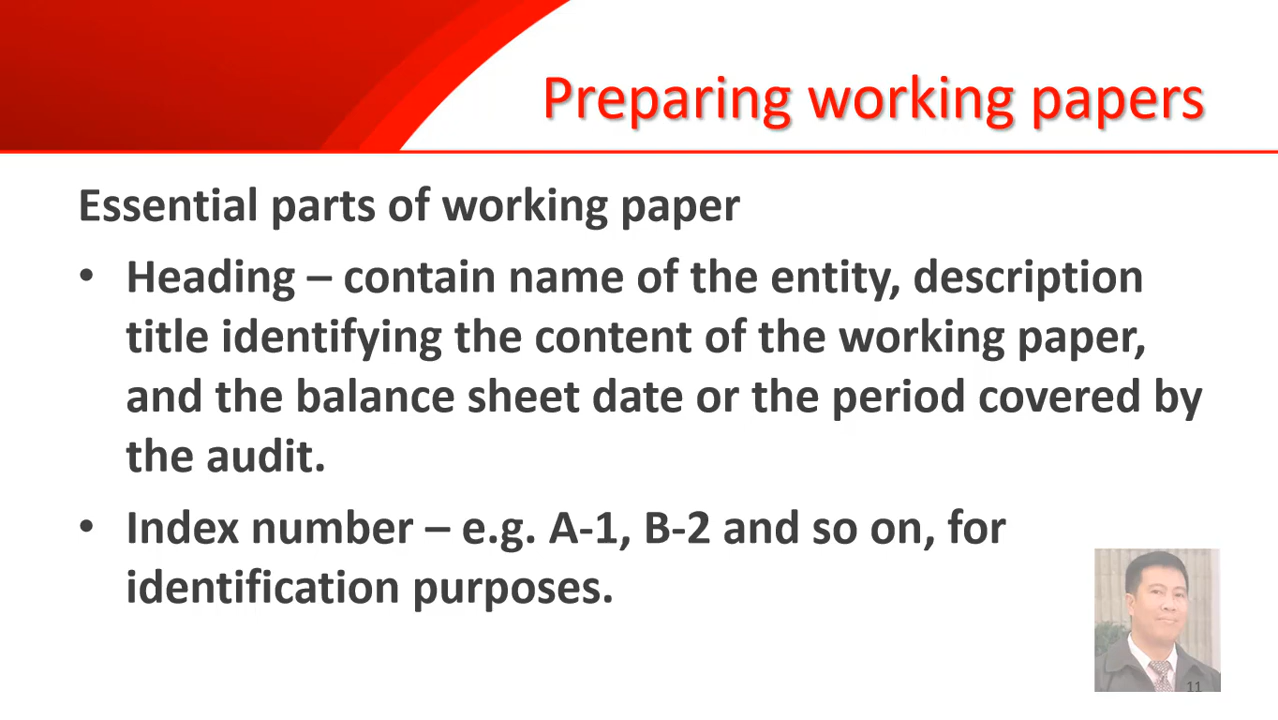 Preparing working papers
Essential parts of working paper
• Heading – contain name of the entity, description
title identifying the content of the working paper,
and the balance sheet date or the period covered by
the audit.
• Index number – e.g. A-1, B-2 and so on, for
identification purposes.
11